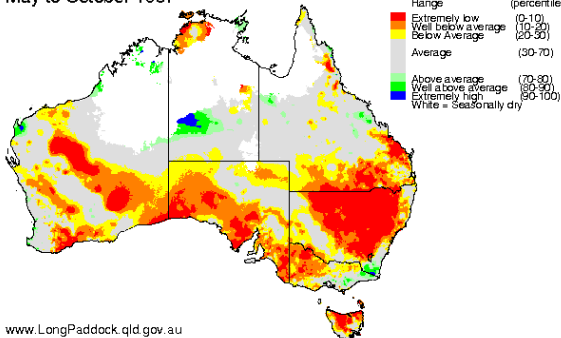 May to October 1967
Range (percentile
Extremely low (0-10)
Well below average (10-20)
Below Average (20-30)
Average (30-70)
Above average (70-80)
Well above average (80-90)
Extremely high (90-100)
White = Seasonally dry
www.LongPaddock.qld.gov.au